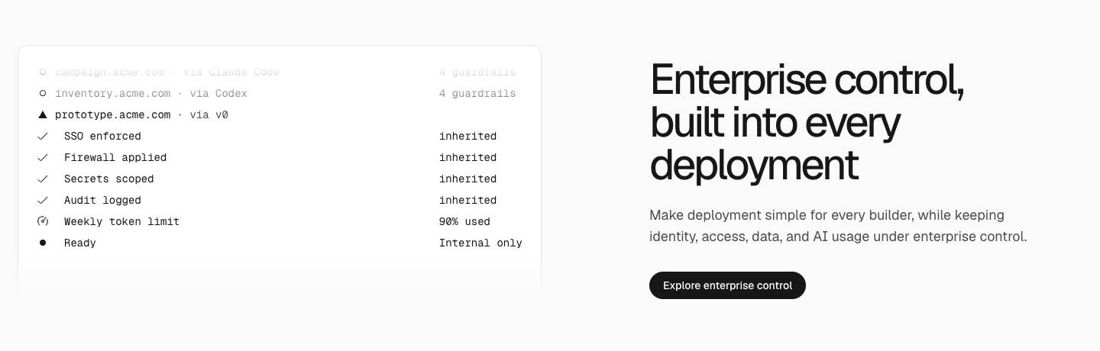 campaign.acme.com · via Claude Code 4 guardrails
inventory.acme.com · via Codex 4 guardrails
prototype.acme.com · via v0
SSO enforced inherited
Firewall applied inherited
Secrets scoped inherited
Audit logged inherited
Weekly token limit 90% used
Ready Internal only
Enterprise control,
built into every
deployment
Make deployment simple for every builder, while keeping
identity, access, data, and AI usage under enterprise control.
Explore enterprise control